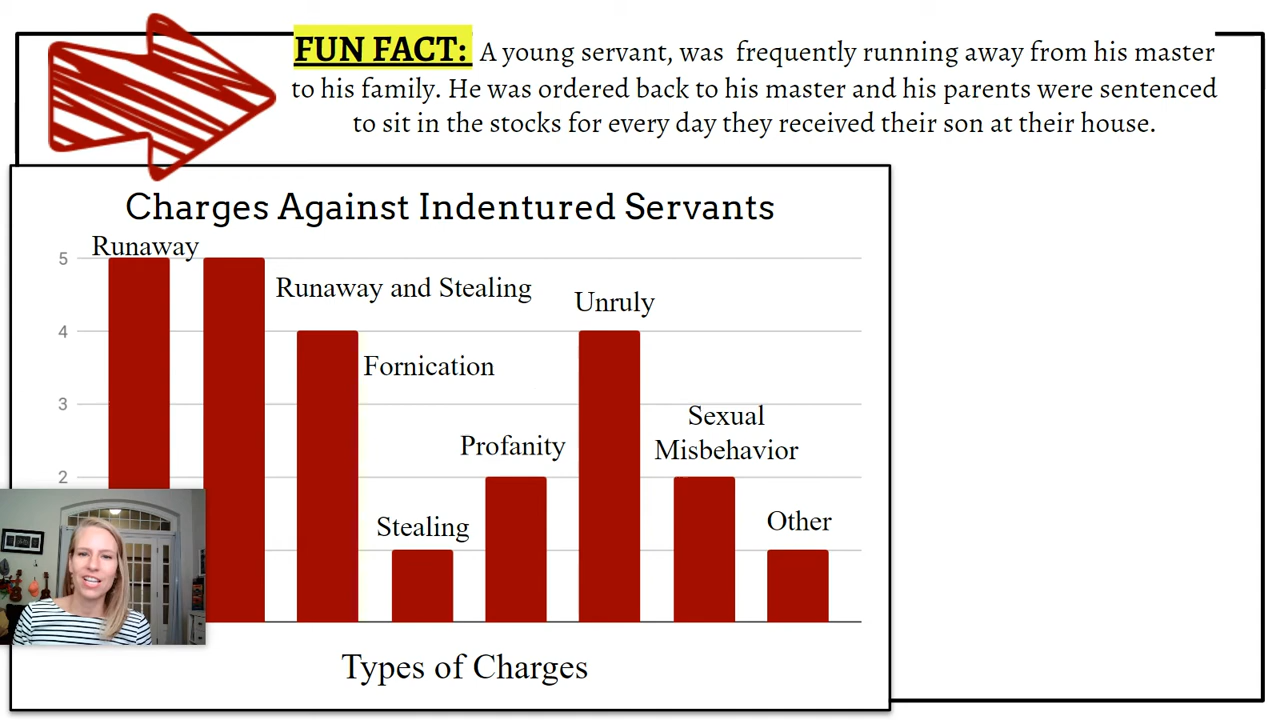 FUN FACT: A young servant, was frequently running away from his master
to his family. He was ordered back to his master and his parents were sentenced
to sit in the stocks for every day they received their son at their house.
Charges Against Indentured Servants
Runaway
5
Runaway and Stealing
Unruly
4
Fornication
3
Sexual
Misbehavior
Profanity
2
Stealing
Other
Types of Charges